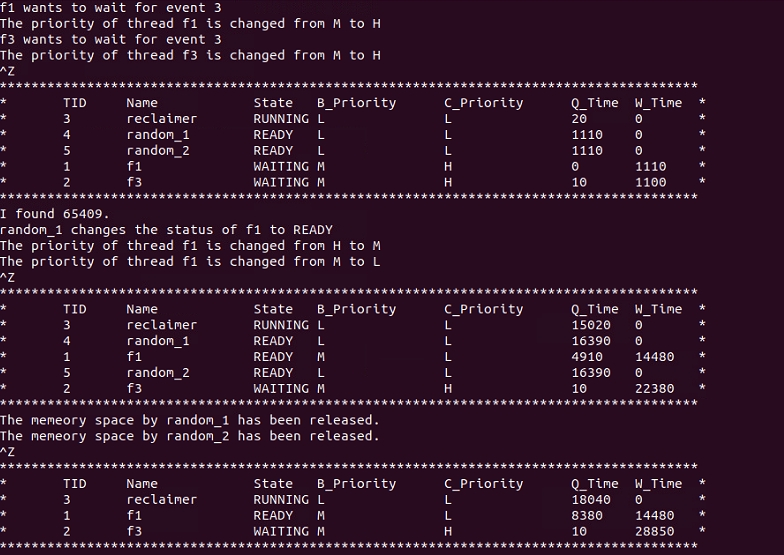 f1 wants to wait for event 3
The priority of thread f1 is changed from M to H
f3 wants to wait for event 3
The priority of thread f3 is changed from M to H
^Z
****************************************************************************************
*       TID     Name            State   B_Priority      C_Priority      Q_Time  W_Time  *
*       3       reclaimer       RUNNING L               L               20      0       *
*       4       random_1        READY   L               L               1110    0       *
*       5       random_2        READY   L               L               1110    0       *
*       1       f1              WAITING M               H               0       1110    *
*       2       f3              WAITING M               H               10      1100    *
****************************************************************************************
I found 65409.
random_1 changes the status of f1 to READY
The priority of thread f1 is changed from H to M
The priority of thread f1 is changed from M to L
^Z
****************************************************************************************
*       TID     Name            State   B_Priority      C_Priority      Q_Time  W_Time  *
*       3       reclaimer       RUNNING L               L               15020   0       *
*       4       random_1        READY   L               L               16390   0       *
*       1       f1              READY   M               L               4910    14480   *
*       5       random_2        READY   L               L               16390   0       *
*       2       f3              WAITING M               H               10      22380   *
****************************************************************************************
The memeory space by random_1 has been released.
The memeory space by random_2 has been released.
^Z
****************************************************************************************
*       TID     Name            State   B_Priority      C_Priority      Q_Time  W_Time  *
*       3       reclaimer       RUNNING L               L               18040   0       *
*       1       f1              READY   M               L               8380    14480   *
*       2       f3              WAITING M               H               10      28850   *
****************************************************************************************